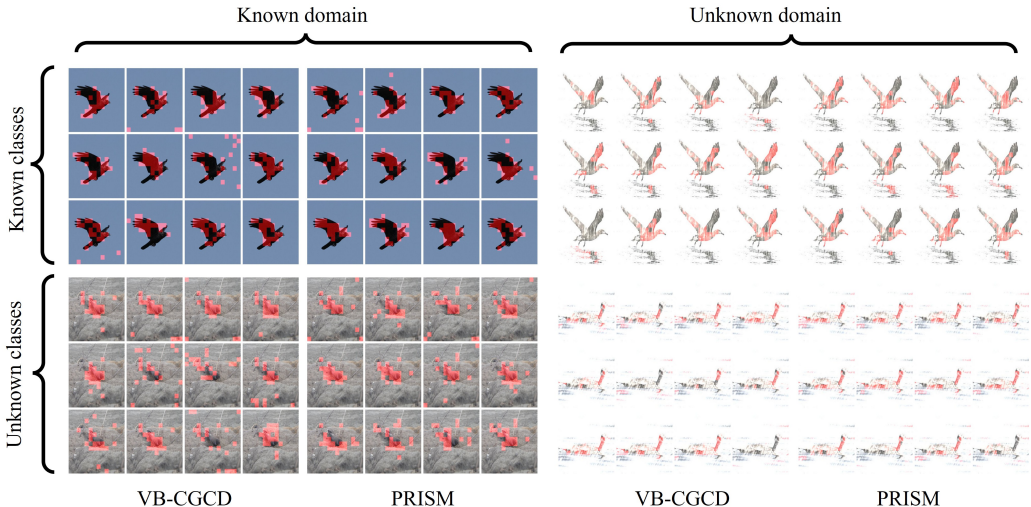 Known domain
Unknown domain
Known classes
Unknown classes
VB-CGCD
PRISM
VB-CGCD
PRISM